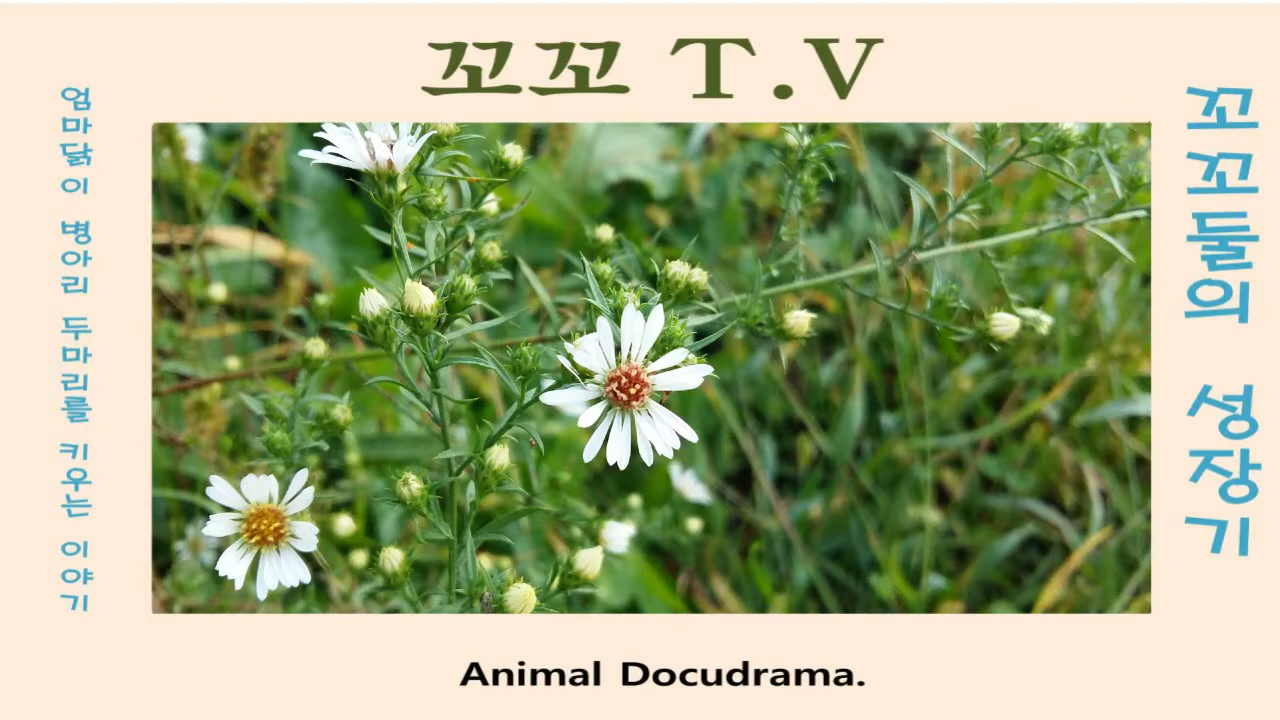 꼬꼬 T.V
엄마닭이 병아리 두마리를 키우는 이야기
꼬꼬둘의 성장기
Animal Docudrama.